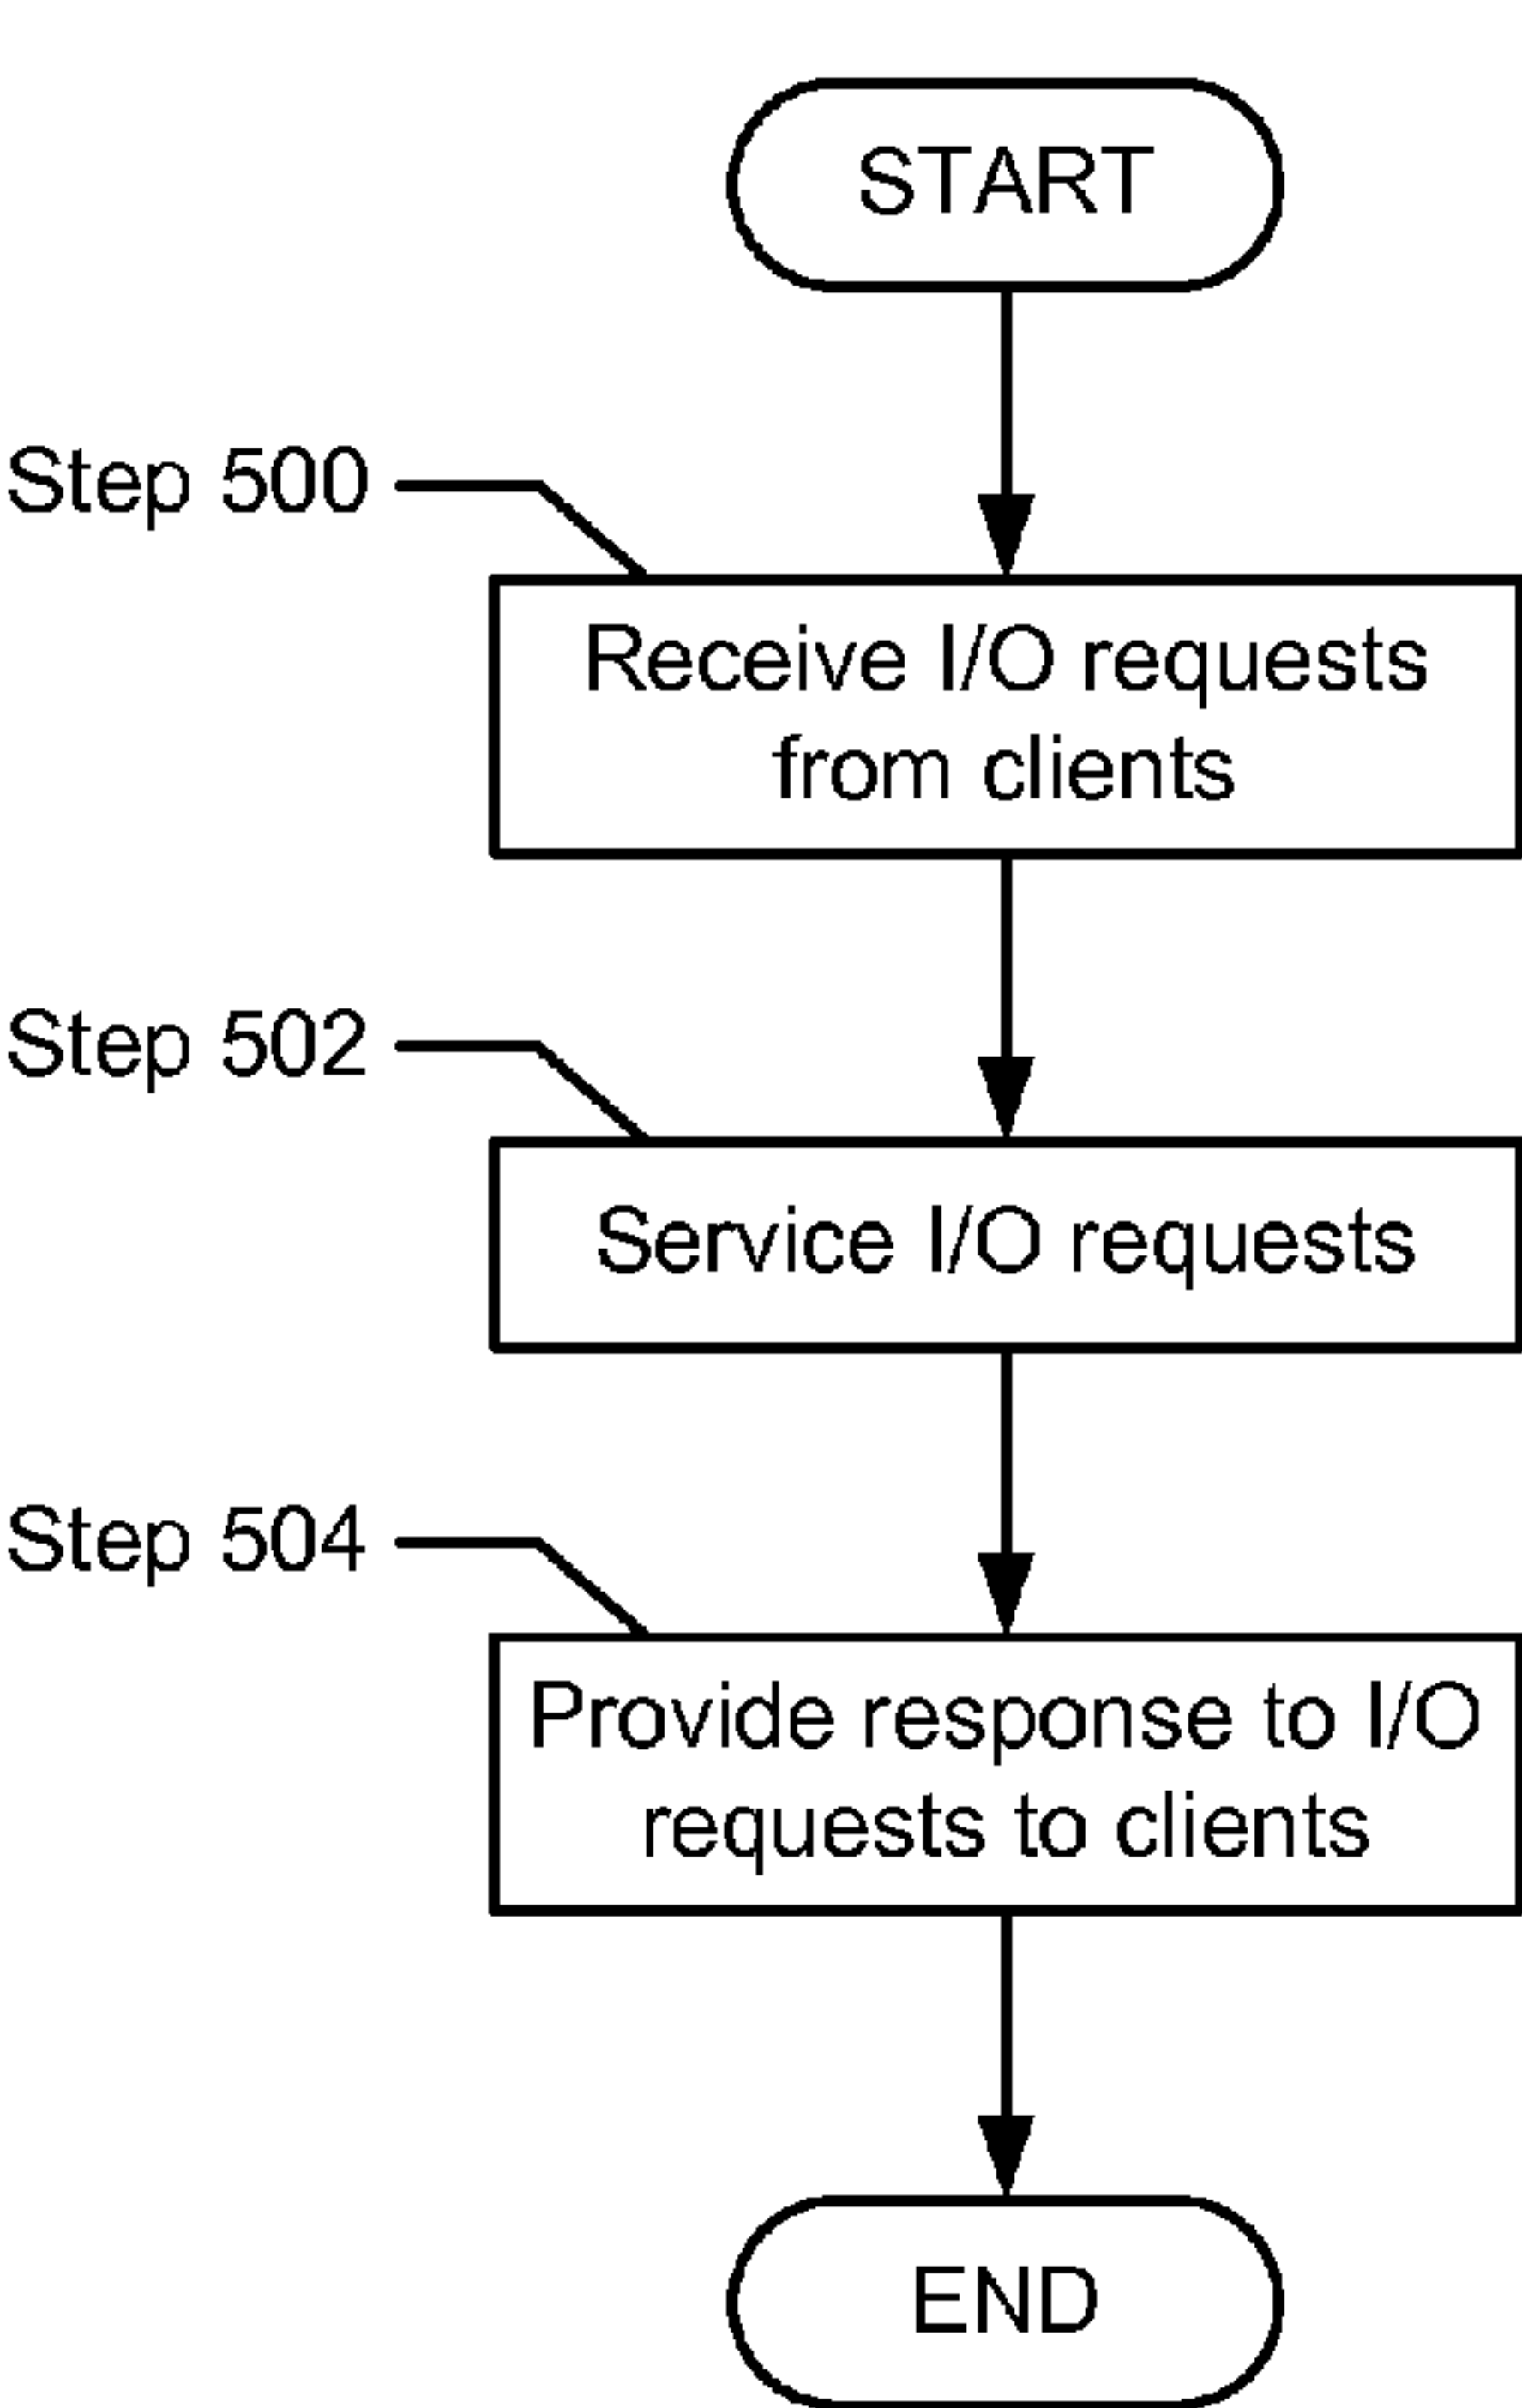 START
Step 500
Receive I/O requests
from clients
Step 502
Service I/O requests
Step 504
Provide response to I/O
requests to clients
END